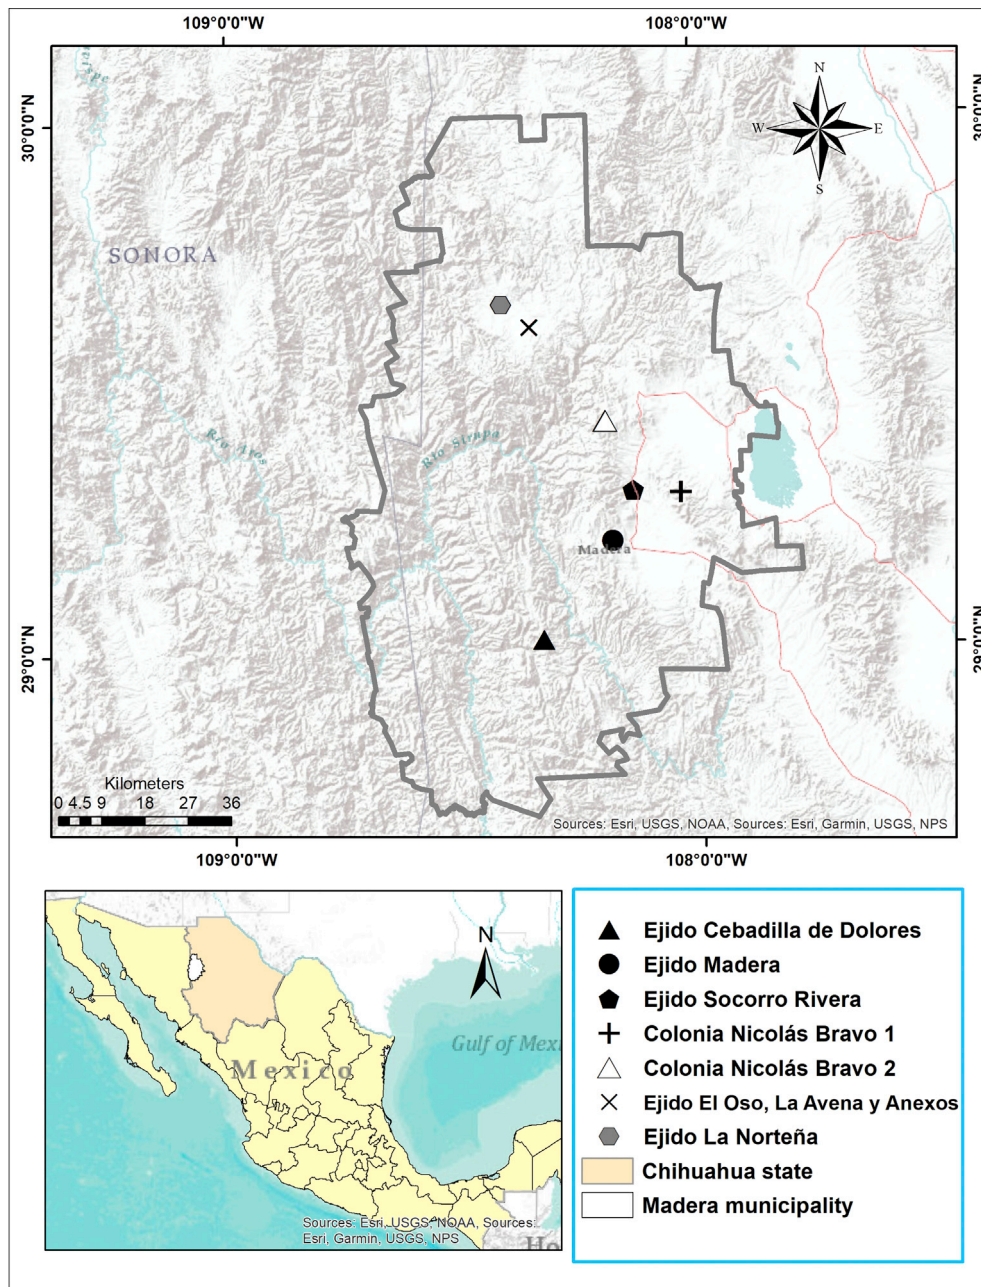 109°0'0"W 108°0'0"W
30°0'0"N
30°0'0"N
N
W E
S
SONORA
Río Aros
Río Sirupa
Madera
29°0'0"N
29°0'0"N
Kilometers
0 4.5 9 18 27 36
Sources: Esri, USGS, NOAA, Sources: Esri, Garmin, USGS, NPS
109°0'0"W 108°0'0"W
N
Gulf of Mexi
Mexico
Sources: Esri, USGS, NOAA, Sources:
Esri, Garmin, USGS, NPS
Ho
Ejido Cebadilla de Dolores
Ejido Madera
Ejido Socorro Rivera
Colonia Nicolás Bravo 1
Colonia Nicolás Bravo 2
Ejido El Oso, La Avena y Anexos
Ejido La Norteña
Chihuahua state
Madera municipality